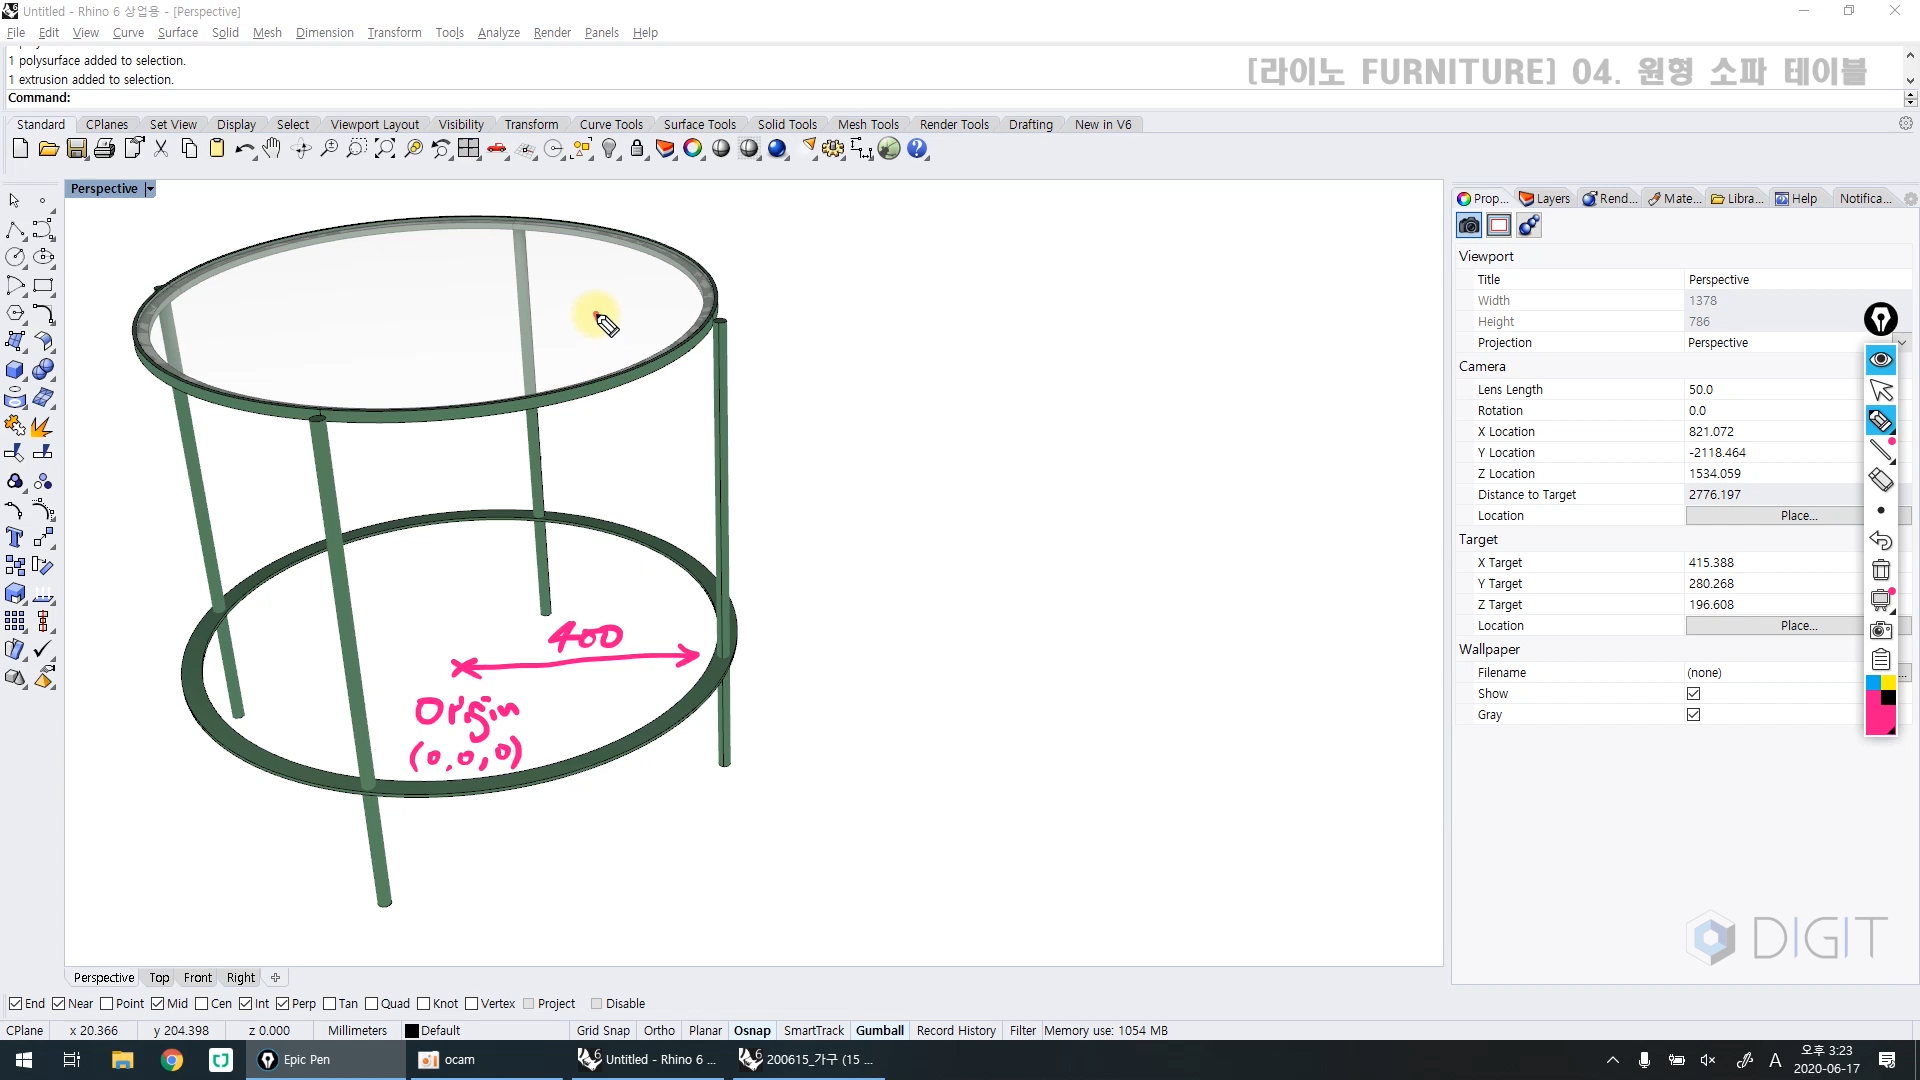 Untitled - Rhino 6 상업용 - [Perspective]
File Edit View Curve Surface Solid Mesh Dimension Transform Tools Analyze Render Panels Help
1 polysurface added to selection.
1 extrusion added to selection.
Command:
[라이노 FURNITURE] 04. 원형 소파 테이블
Standard CPlanes Set View Display Select Viewport Layout Visibility Transform Curve Tools Surface Tools Solid Tools Mesh Tools Render Tools Drafting New in V6
Perspective
400
Origin
(0,0,0)
Prop... Layers Rend... Mate... Libra... Help Notifica...
Viewport
Title Perspective
Width 1378
Height 786
Projection Perspective
Camera
Lens Length 50.0
Rotation 0.0
X Location 821.072
Y Location -2118.464
Z Location 1534.059
Distance to Target 2776.197
Location Place...
Target
X Target 415.388
Y Target 280.268
Z Target 196.608
Location Place...
Wallpaper
Filename (none)
Show
Gray
DIGIT
Perspective Top Front Right
End Near Point Mid Cen Int Perp Tan Quad Knot Vertex Project Disable
CPlane x 20.366 y 204.398 z 0.000 Millimeters Default Grid Snap Ortho Planar Osnap SmartTrack Gumball Record History Filter Memory use: 1054 MB
Epic Pen ocam Untitled - Rhino 6 ... 200615_가구 (15 ... A 오후 3:23
2020-06-17